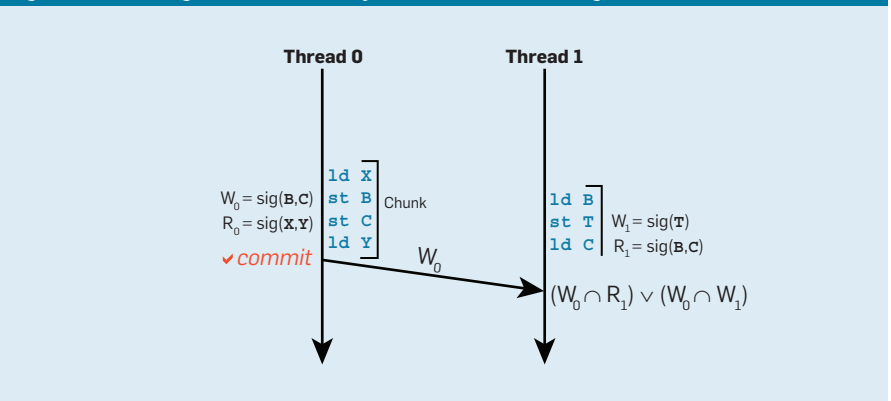 Thread 0
Thread 1
ld X
st B
st C
ld Y
Chunk
W0 = sig(B,C)
R0 = sig(X,Y)
commit
W0
ld B
st T
ld C
W1 = sig(T)
R1 = sig(B,C)
(W0 ∩ R1) ∨ (W0 ∩ W1)